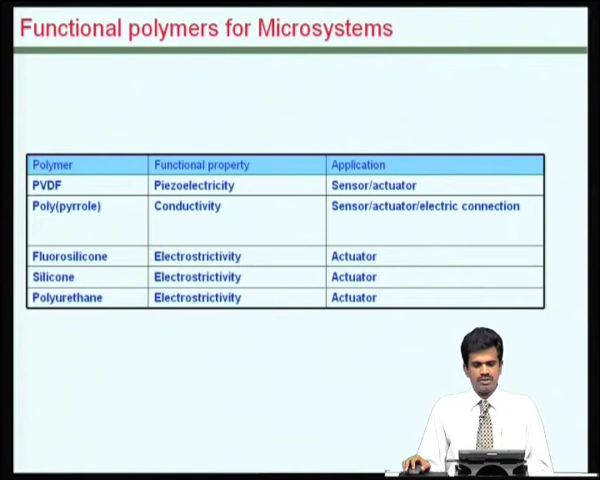 Functional polymers for Microsystems
Polymer Functional property Application
PVDF Piezoelectricity Sensor/actuator
Poly(pyrrole) Conductivity Sensor/actuator/electric connection
Fluorosilicone Electrostrictivity Actuator
Silicone Electrostrictivity Actuator
Polyurethane Electrostrictivity Actuator